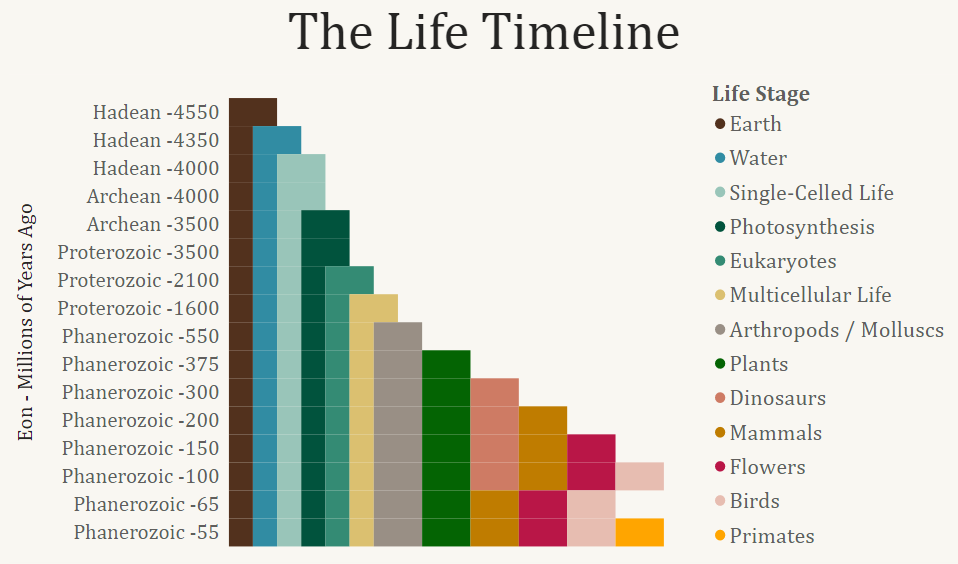 The Life Timeline
Eon - Millions of Years Ago
Hadean -4550
Hadean -4350
Hadean -4000
Archean -4000
Archean -3500
Proterozoic -3500
Proterozoic -2100
Proterozoic -1600
Phanerozoic -550
Phanerozoic -375
Phanerozoic -300
Phanerozoic -200
Phanerozoic -150
Phanerozoic -100
Phanerozoic -65
Phanerozoic -55
Life Stage
Earth
Water
Single-Celled Life
Photosynthesis
Eukaryotes
Multicellular Life
Arthropods / Molluscs
Plants
Dinosaurs
Mammals
Flowers
Birds
Primates